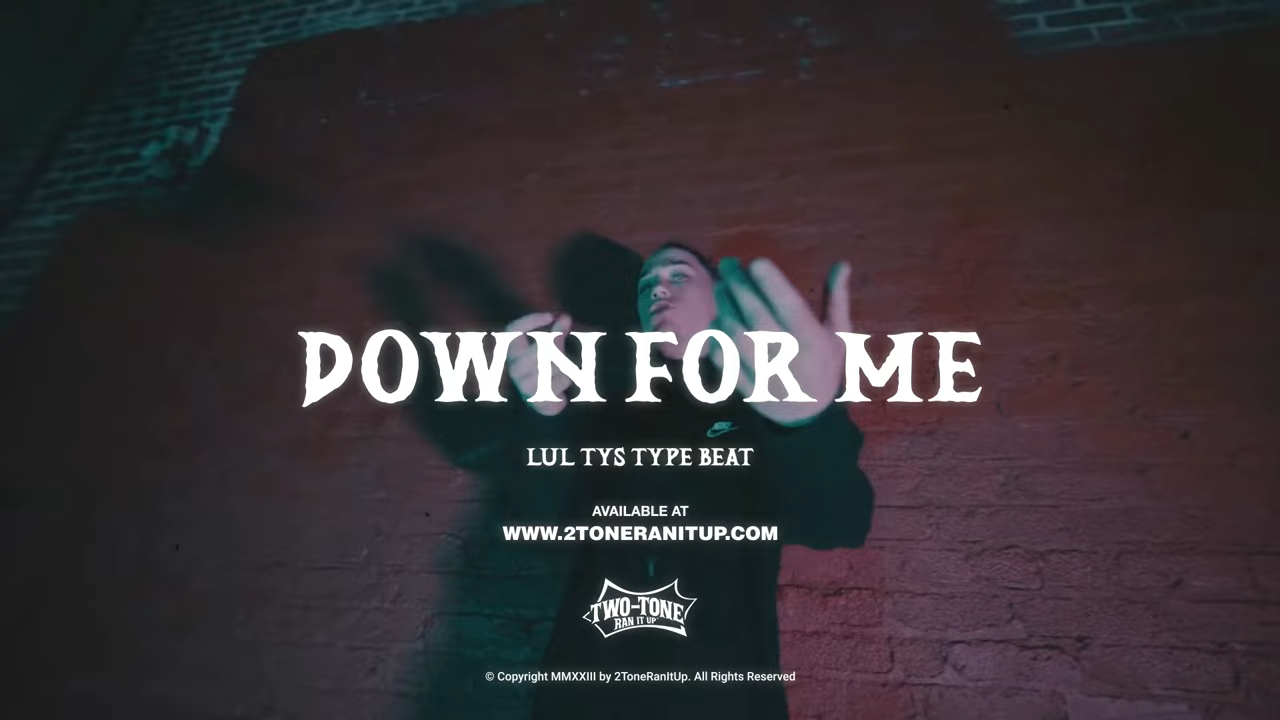 DOWN FOR ME
LUL TYS TYPE BEAT
AVAILABLE AT
WWW.2TONERANITUP.COM
TWO-TONE
RAN IT UP
© Copyright MMXXIII by 2ToneRanItUp. All Rights Reserved